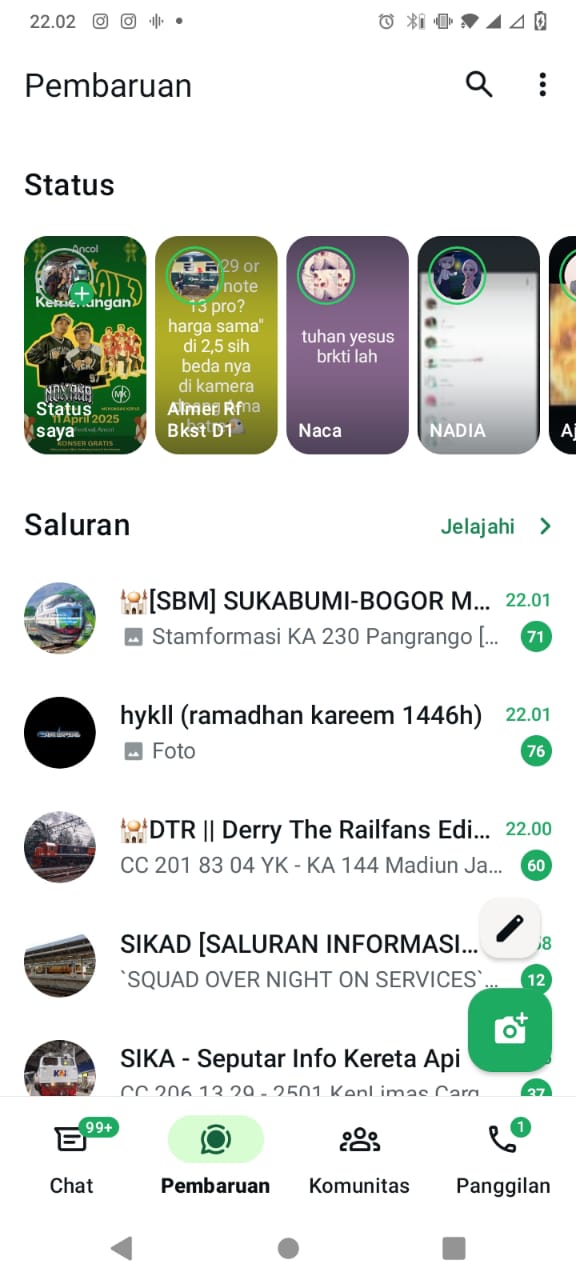 22.02
Pembaruan
Status
Ancol
Kemenangan
11 April 2025
KONSER GRATIS
Status
saya
29 or
note
13 pro?
harga sama"
di 2,5 sih
beda nya
di kamera
Almer Rf
Bkst D1
tuhan yesus
brkti lah
Naca
NADIA
Saluran
Jelajahi
[SBM] SUKABUMI-BOGOR M...
22.01
Stamformasi KA 230 Pangrango [...
71
hykll (ramadhan kareem 1446h)
22.01
Foto
76
DTR || Derry The Railfans Edi...
22.00
CC 201 83 04 YK - KA 144 Madiun Ja...
60
SIKAD [SALURAN INFORMASI...
`SQUAD OVER NIGHT ON SERVICES`...
12
SIKA - Seputar Info Kereta Api
CC 206 13 29 - 2501 KenLimas Carg
37
99+
1
Chat
Pembaruan
Komunitas
Panggilan